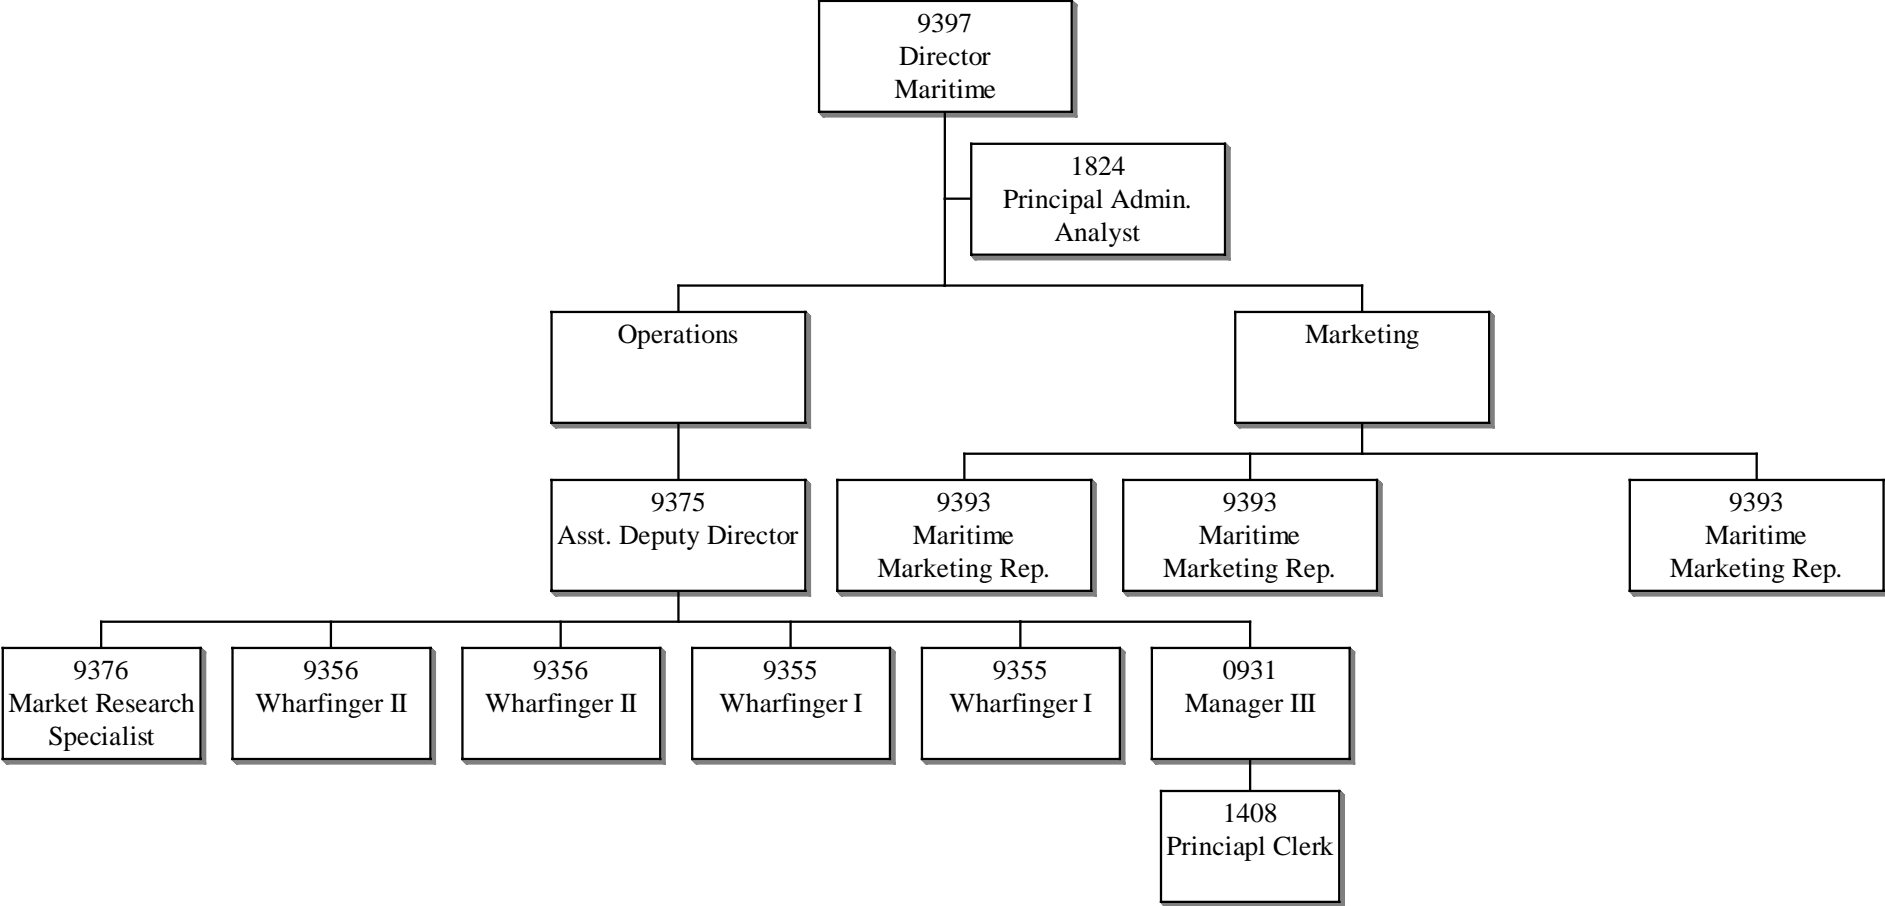 9397
Director
Maritime
1824
Principal Admin.
Analyst
Operations
Marketing
9375
Asst. Deputy Director
9393
Maritime
Marketing Rep.
9393
Maritime
Marketing Rep.
9393
Maritime
Marketing Rep.
9376
Market Research
Specialist
9356
Wharfinger II
9356
Wharfinger II
9355
Wharfinger I
9355
Wharfinger I
0931
Manager III
1408
Princiapl Clerk